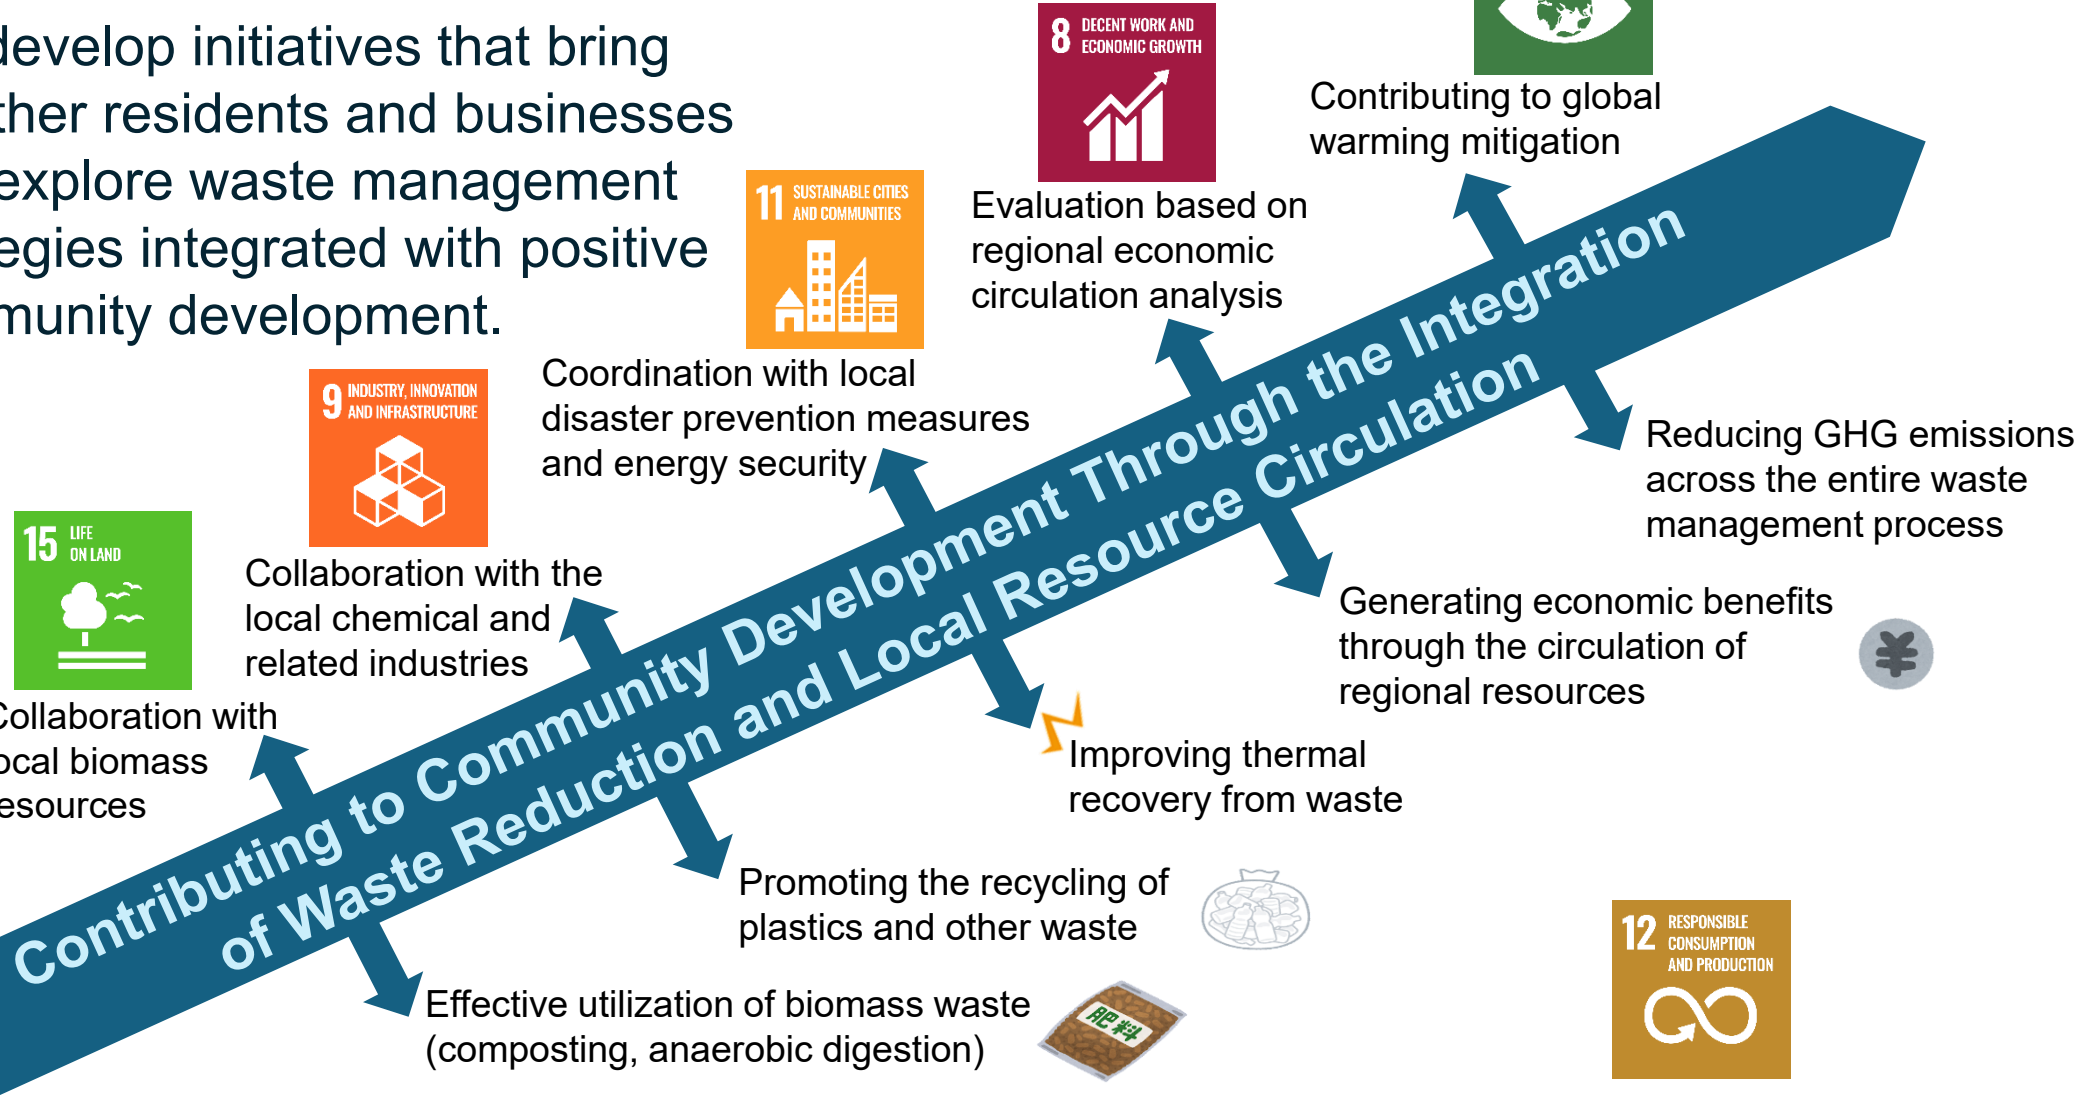 develop initiatives that bring
ther residents and businesses
explore waste management
egies integrated with positive
munity development.
8 DECENT WORK AND
ECONOMIC GROWTH
Contributing to global
warming mitigation
11 SUSTAINABLE CITIES
AND COMMUNITIES
Evaluation based on
regional economic
circulation analysis
9 INDUSTRY, INNOVATION
AND INFRASTRUCTURE
Coordination with local
disaster prevention measures
and energy security
15 LIFE
ON LAND
Collaboration with the
local chemical and
related industries
Collaboration with
ocal biomass
esources
Contributing to Community Development Through the Integration
of Waste Reduction and Local Resource Circulation
Reducing GHG emissions
across the entire waste
management process
Generating economic benefits
through the circulation of
regional resources
¥
Improving thermal
recovery from waste
Promoting the recycling of
plastics and other waste
Effective utilization of biomass waste
(composting, anaerobic digestion)
肥料
12 RESPONSIBLE
CONSUMPTION
AND PRODUCTION